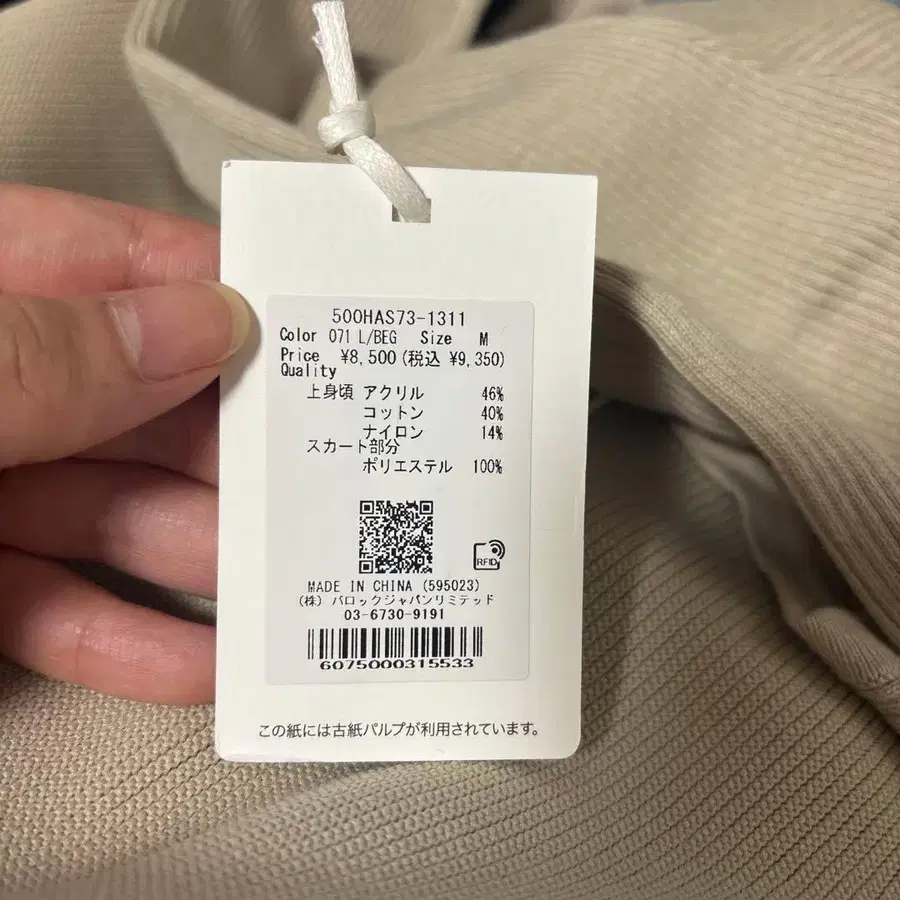 500HAS73-1311
Color 071 L/BEG Size M
Price ¥8,500(税込 ¥9,350)
Quality
上身頃 アクリル 46%
コットン 40%
ナイロン 14%
スカート部分
ポリエステル 100%
RFID
MADE IN CHINA (595023)
(株) バロックジャパンリミテッド
03-6730-9191
6075000315533
この紙には古紙パルプが利用されています。